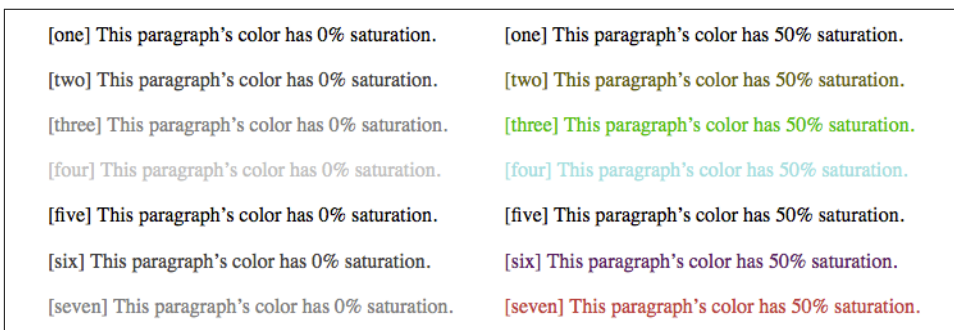 [one] This paragraph’s color has 0% saturation.
[two] This paragraph’s color has 0% saturation.
[three] This paragraph’s color has 0% saturation.
[four] This paragraph’s color has 0% saturation.
[five] This paragraph’s color has 0% saturation.
[six] This paragraph’s color has 0% saturation.
[seven] This paragraph’s color has 0% saturation.
[one] This paragraph’s color has 50% saturation.
[two] This paragraph’s color has 50% saturation.
[three] This paragraph’s color has 50% saturation.
[four] This paragraph’s color has 50% saturation.
[five] This paragraph’s color has 50% saturation.
[six] This paragraph’s color has 50% saturation.
[seven] This paragraph’s color has 50% saturation.